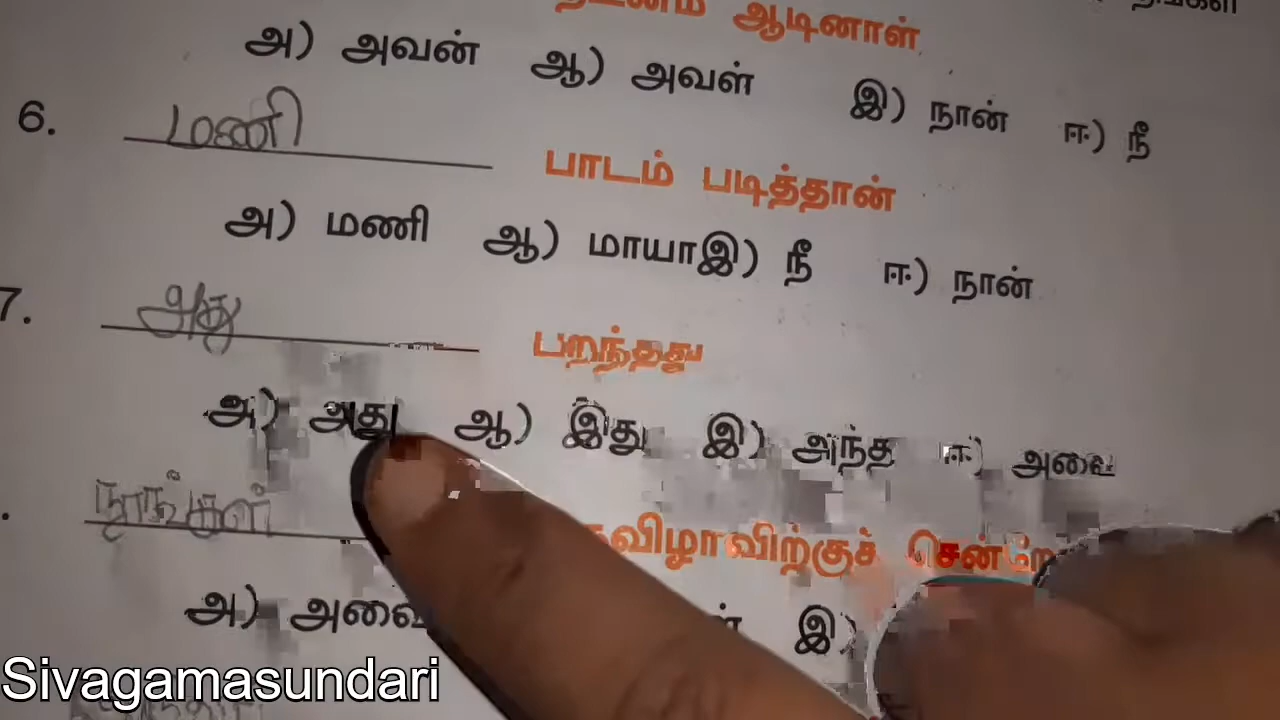 ஆடினாள்
அ) அவன் ஆ) அவள் இ) நான் ஈ) நீ
6. மணி பாடம் படித்தான்
அ) மணி ஆ) மாயா இ) நீ ஈ) நான்
7. அது பறந்தது
அ) அது ஆ) இது இ) அந்த ஈ) அவை
நாங்கள்
அ) அவை இ)
Sivagamasundari